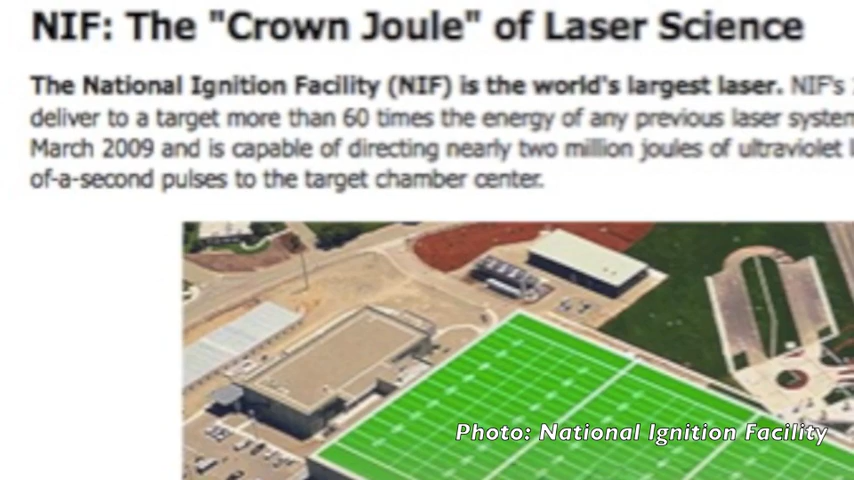 NIF: The "Crown Joule" of Laser Science
The National Ignition Facility (NIF) is the world's largest laser. NIF's
deliver to a target more than 60 times the energy of any previous laser system
March 2009 and is capable of directing nearly two million joules of ultraviolet
of-a-second pulses to the target chamber center.
Photo: National Ignition Facility